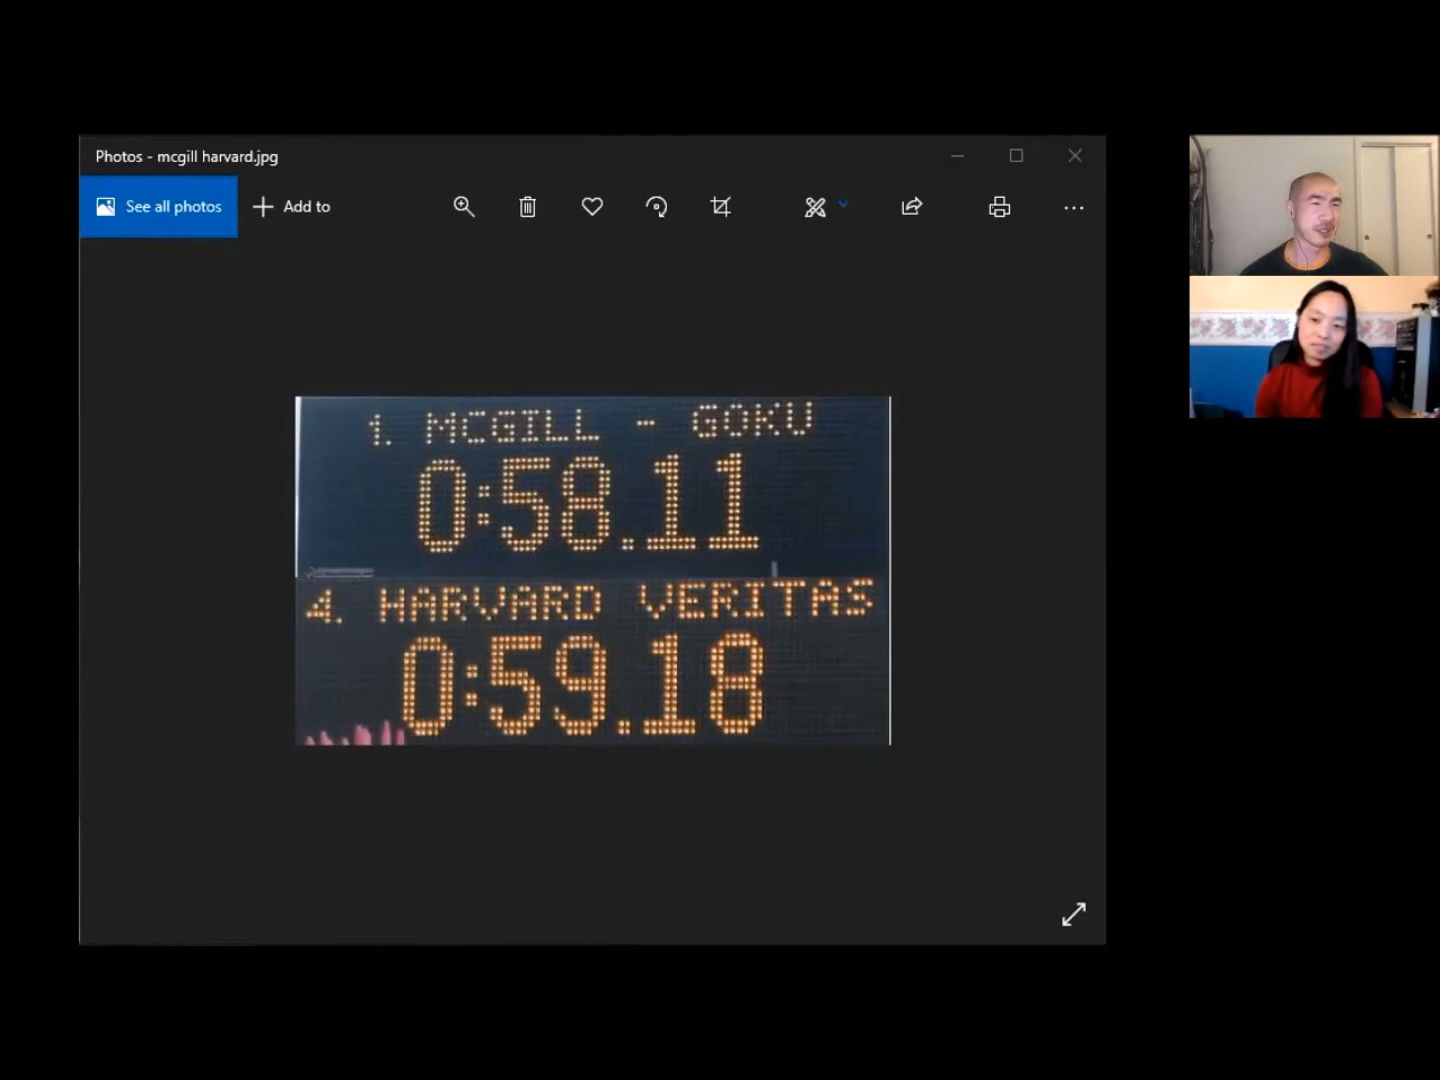 Photos - mcgill harvard.jpg
See all photos
Add to
1. MCGILL - GOKU
0:58.11
4. HARVARD VERITAS
0:59.18